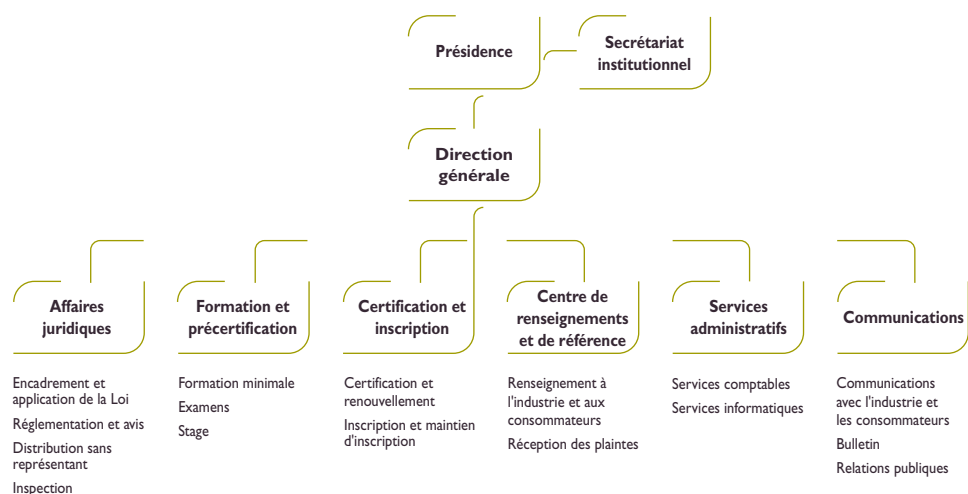 Présidence
Secrétariat
institutionnel
Direction
générale
Affaires
juridiques
Formation et
précertification
Certification et
inscription
Centre de
renseignements
et de référence
Services
administratifs
Communications
Encadrement et
application de la Loi
Réglementation et avis
Distribution sans
représentant
Inspection
Formation minimale
Examens
Stage
Certification et
renouvellement
Inscription et maintien
d'inscription
Renseignement à
l'industrie et aux
consommateurs
Réception des plaintes
Services comptables
Services informatiques
Communications
avec l'industrie et
les consommateurs
Bulletin
Relations publiques